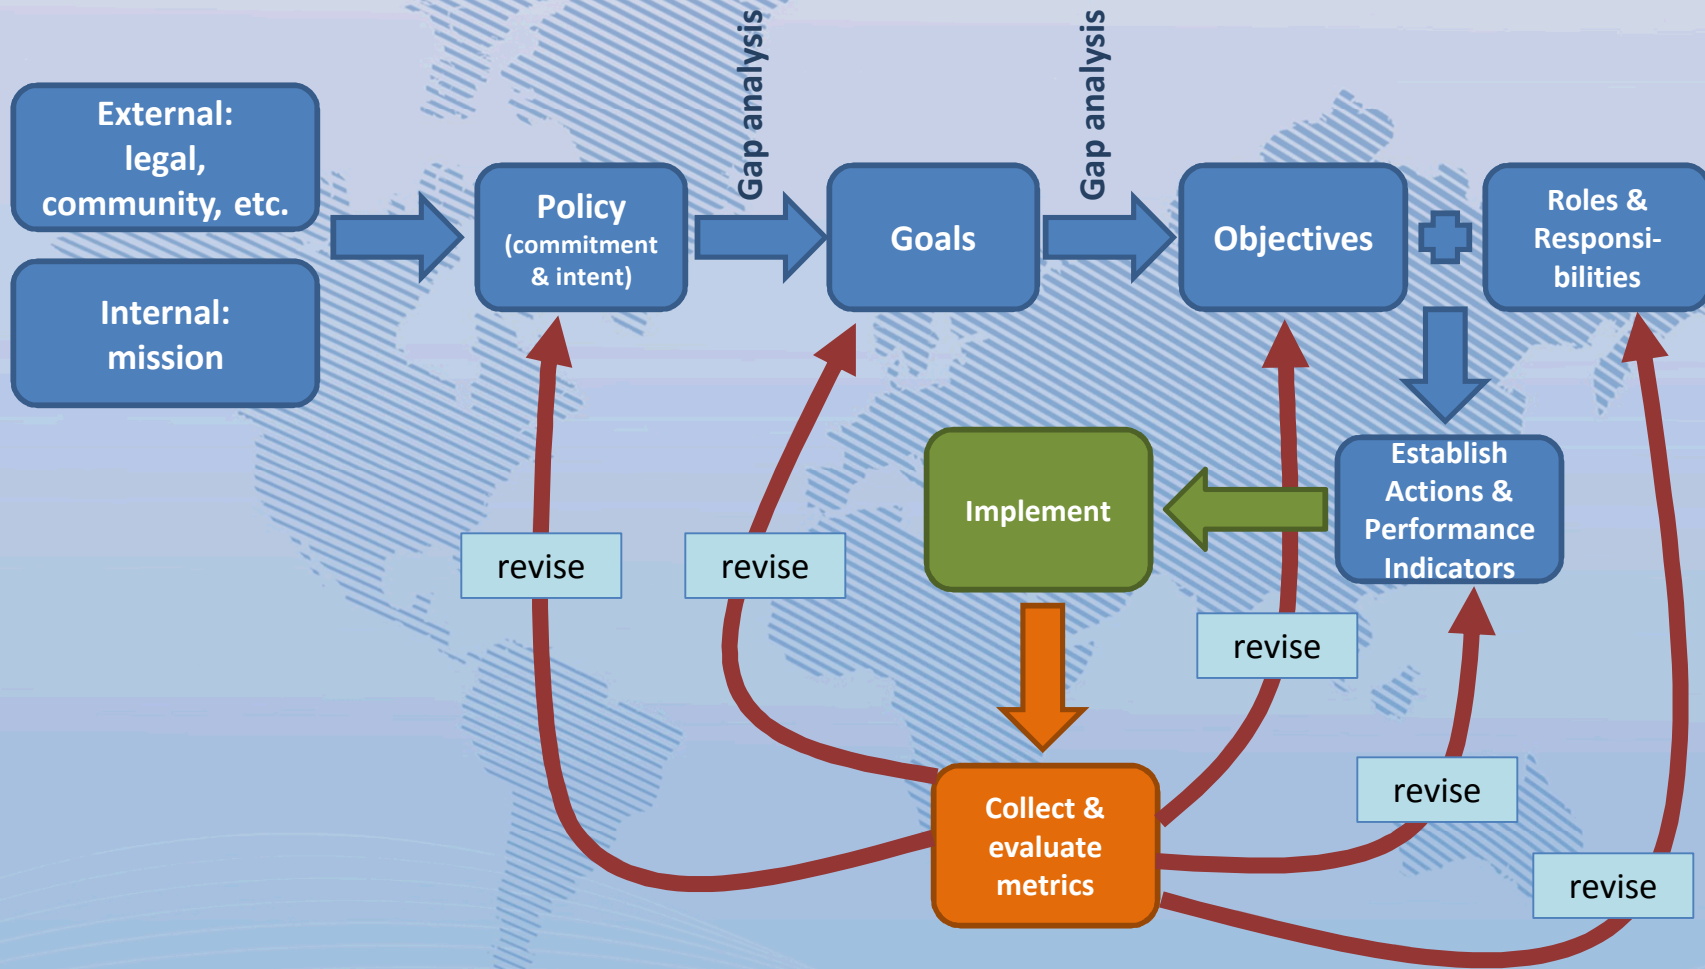 Gap analysis
Gap analysis
External:
legal,
community, etc.
Internal:
mission
Policy
(commitment
& intent)
Goals
Objectives
Roles &
Responsi-
bilities
Establish
Actions &
Performance
Indicators
Implement
revise
revise
revise
revise
revise
Collect &
evaluate
metrics